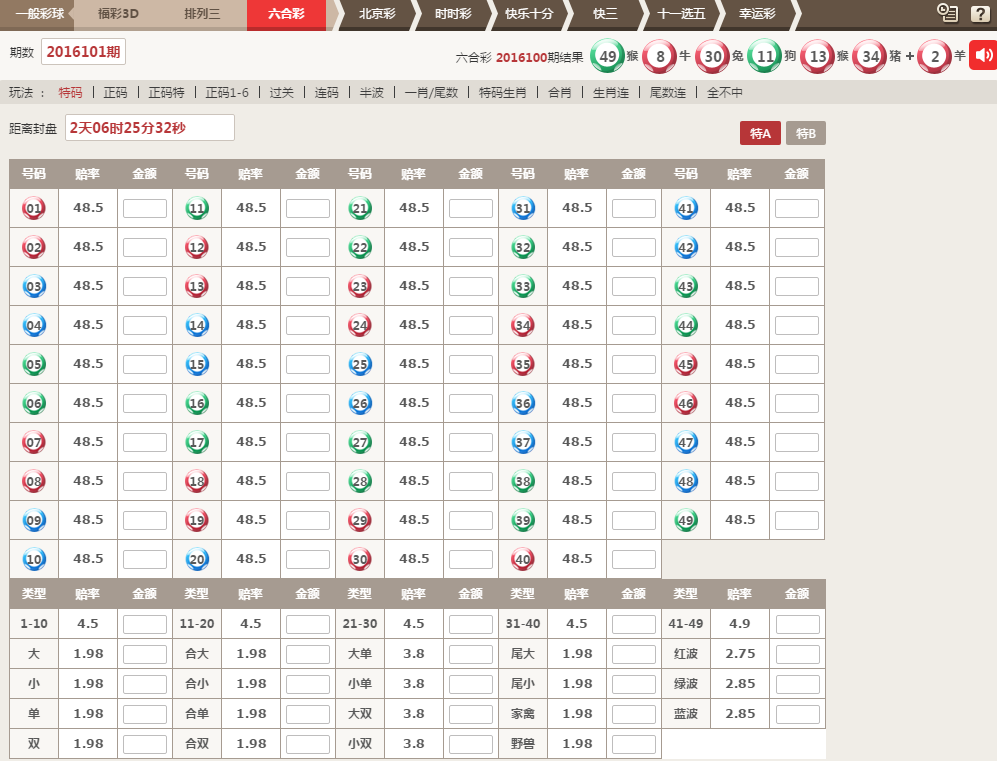 一般彩球 福彩3D 排列三 六合彩 北京彩 时时彩 快乐十分 快三 十一选五 幸运彩 ?
期数 2016101期 六合彩 2016100期结果 49 猴 8 牛 30 兔 11 狗 13 猴 34 猪 + 2 羊
玩法 : 特码 | 正码 | 正码特 | 正码1-6 | 过关 | 连码 | 半波 | 一肖/尾数 | 特码生肖 | 合肖 | 生肖连 | 尾数连 | 全不中
距离封盘 2天06时25分32秒 特A 特B
号码 赔率 金额 号码 赔率 金额 号码 赔率 金额 号码 赔率 金额 号码 赔率 金额
01 48.5 11 48.5 21 48.5 31 48.5 41 48.5
02 48.5 12 48.5 22 48.5 32 48.5 42 48.5
03 48.5 13 48.5 23 48.5 33 48.5 43 48.5
04 48.5 14 48.5 24 48.5 34 48.5 44 48.5
05 48.5 15 48.5 25 48.5 35 48.5 45 48.5
06 48.5 16 48.5 26 48.5 36 48.5 46 48.5
07 48.5 17 48.5 27 48.5 37 48.5 47 48.5
08 48.5 18 48.5 28 48.5 38 48.5 48 48.5
09 48.5 19 48.5 29 48.5 39 48.5 49 48.5
10 48.5 20 48.5 30 48.5 40 48.5
类型 赔率 金额 类型 赔率 金额 类型 赔率 金额 类型 赔率 金额 类型 赔率 金额
1-10 4.5 11-20 4.5 21-30 4.5 31-40 4.5 41-49 4.9
大 1.98 合大 1.98 大单 3.8 尾大 1.98 红波 2.75
小 1.98 合小 1.98 小单 3.8 尾小 1.98 绿波 2.85
单 1.98 合单 1.98 大双 3.8 家禽 1.98 蓝波 2.85
双 1.98 合双 1.98 小双 3.8 野兽 1.98